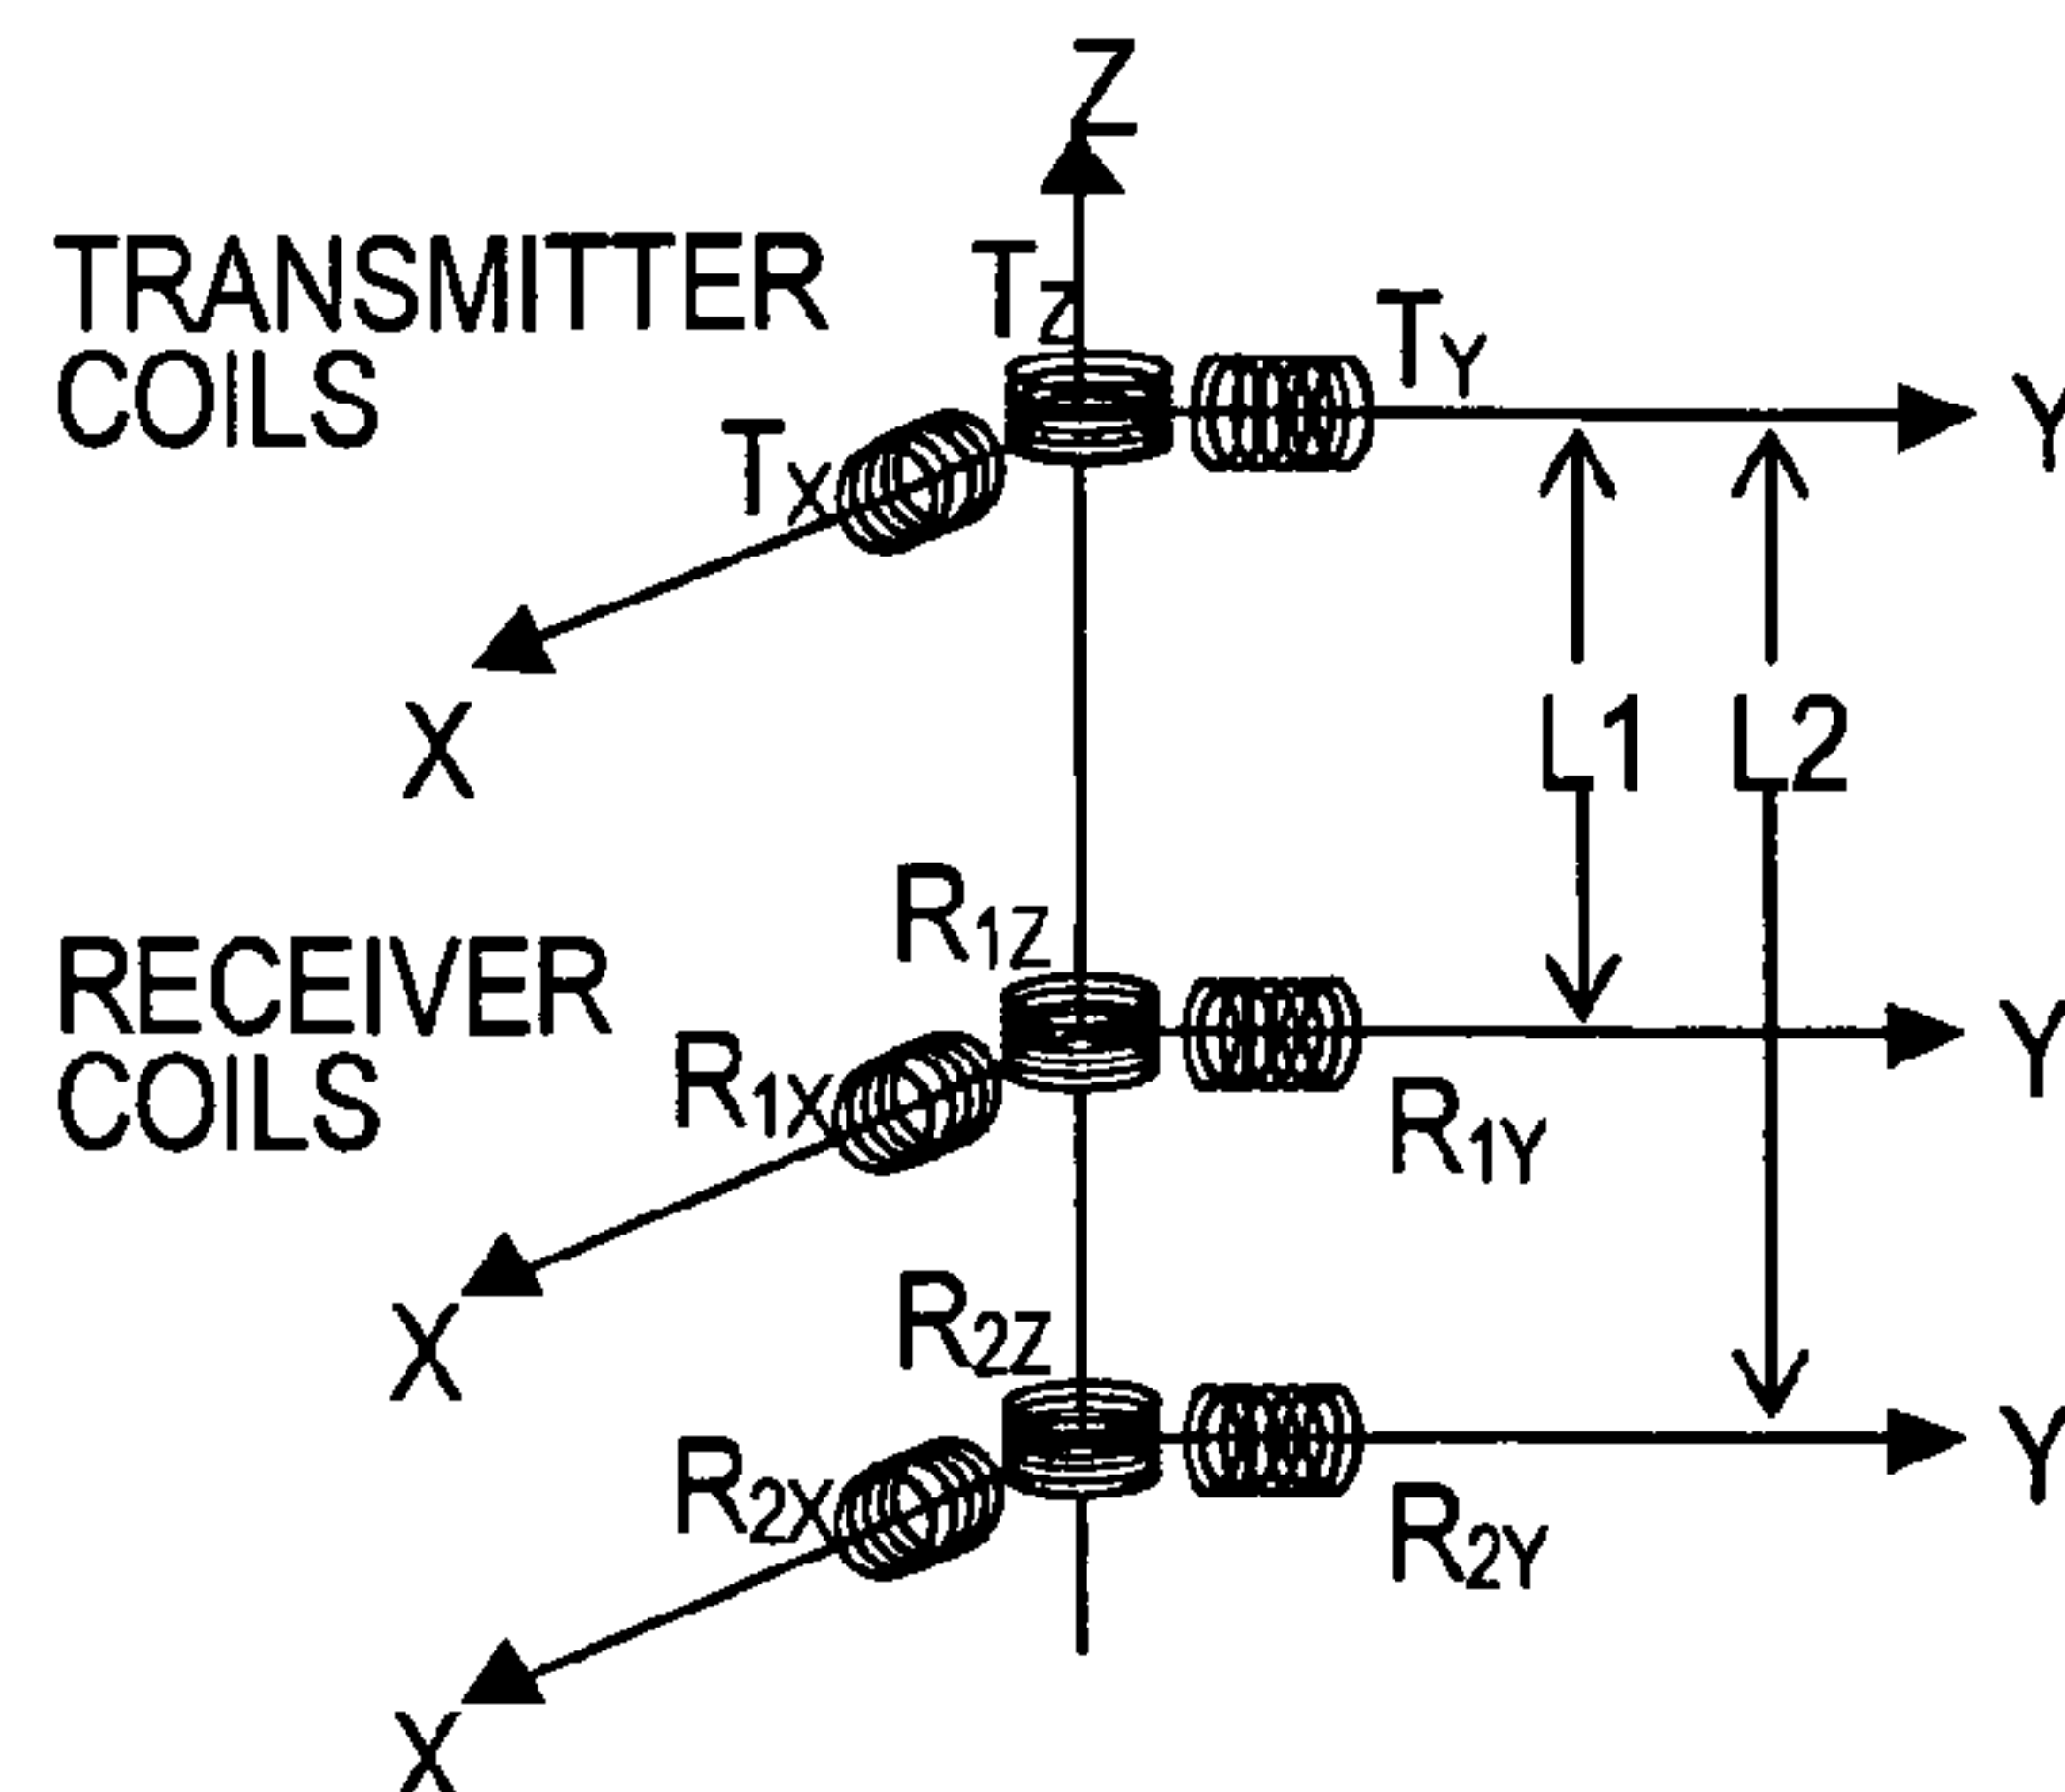 Z
TRANSMITTER
COILS
TZ
TY
Y
TX
X
L1
L2
R1Z
RECEIVER
COILS
Y
R1X
R1Y
X
R2Z
Y
R2X
R2Y
X